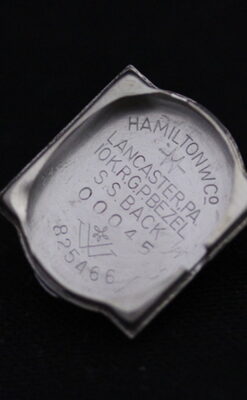 HAMILTON W. CO
LANCASTER, PA.
10K. R.G.P. BEZEL
S.S. BACK
00045
825466